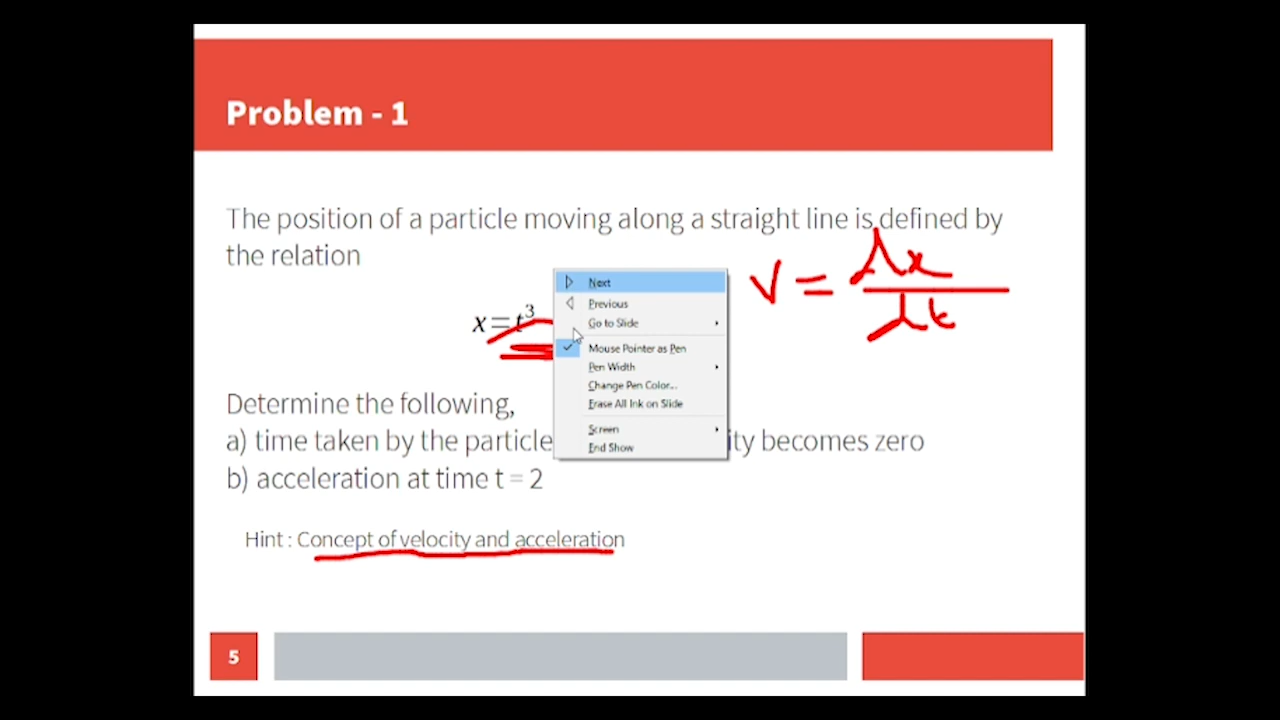 Problem - 1
The position of a particle moving along a straight line is defined by
the relation
V = Δx
Δt
x=t³
Next
Previous
Go to Slide
Mouse Pointer as Pen
Pen Width
Change Pen Color...
Erase All Ink on Slide
Screen
End Show
Determine the following,
a) time taken by the particle ity becomes zero
b) acceleration at time t = 2
Hint : Concept of velocity and acceleration
5